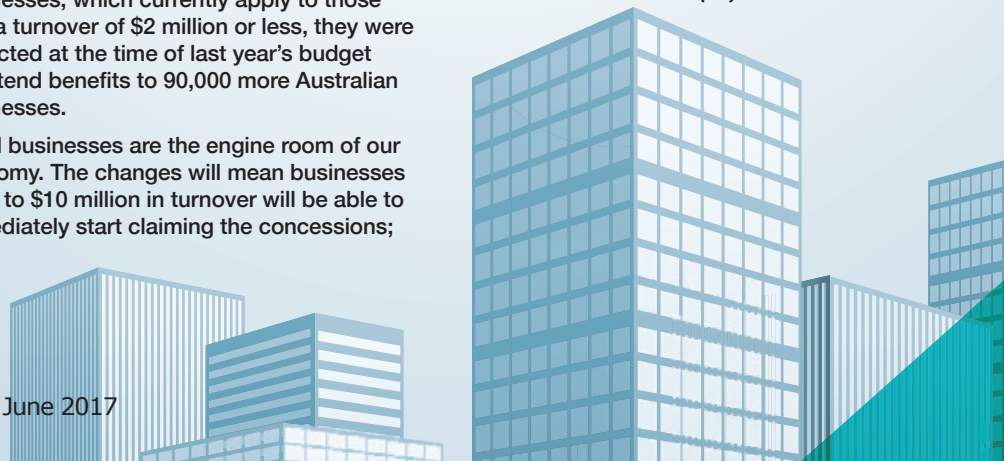 nesses, which currently apply to those
a turnover of $2 million or less, they were
cted at the time of last year's budget
tend benefits to 90,000 more Australian
nesses.
l businesses are the engine room of our
omy. The changes will mean businesses
to $10 million in turnover will be able to
ediately start claiming the concessions;
June 2017